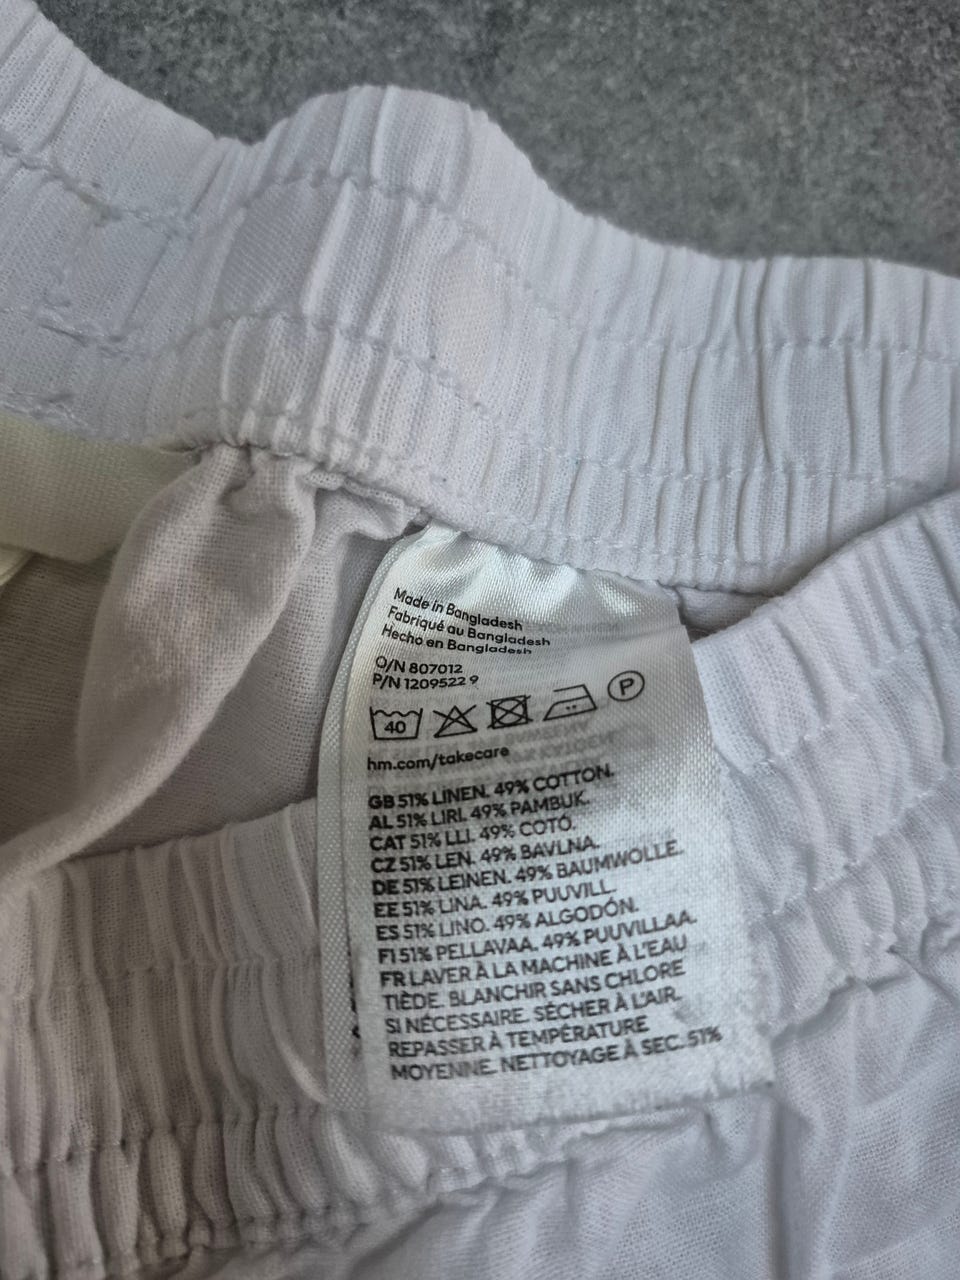 Made in Bangladesh
Fabriqué au Bangladesh
Hecho en Bangladesh
O/N 807012
P/N 1209522 9
40 P
hm.com/takecare
GB 51% LINEN. 49% COTTON.
AL 51% LIRI. 49% PAMBUK.
CAT 51% LLI. 49% COTÓ.
CZ 51% LEN. 49% BAVLNA.
DE 51% LEINEN. 49% BAUMWOLLE.
EE 51% LINA. 49% PUUVILL.
ES 51% LINO. 49% ALGODÓN.
FI 51% PELLAVAA. 49% PUUVILLAA.
FR LAVER À LA MACHINE À L'EAU
TIÈDE. BLANCHIR SANS CHLORE
SI NÉCESSAIRE. SÉCHER À L'AIR.
REPASSER À TEMPÉRATURE
MOYENNE. NETTOYAGE À SEC. 51%